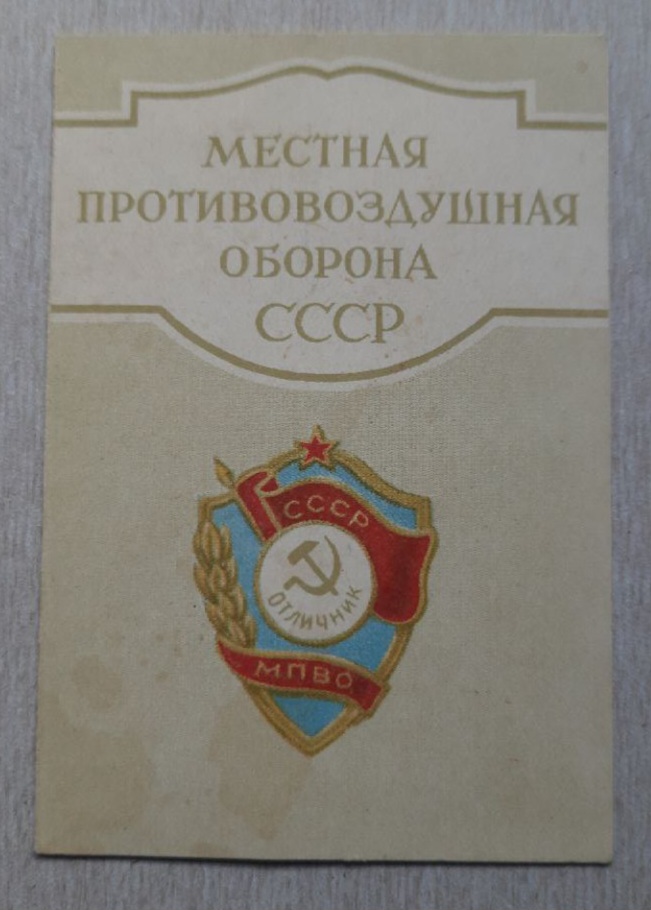 МЕСТНАЯ
ПРОТИВОВОЗДУШНАЯ
ОБОРОНА
СССР
СССР
ОТЛИЧНИК
МПВО